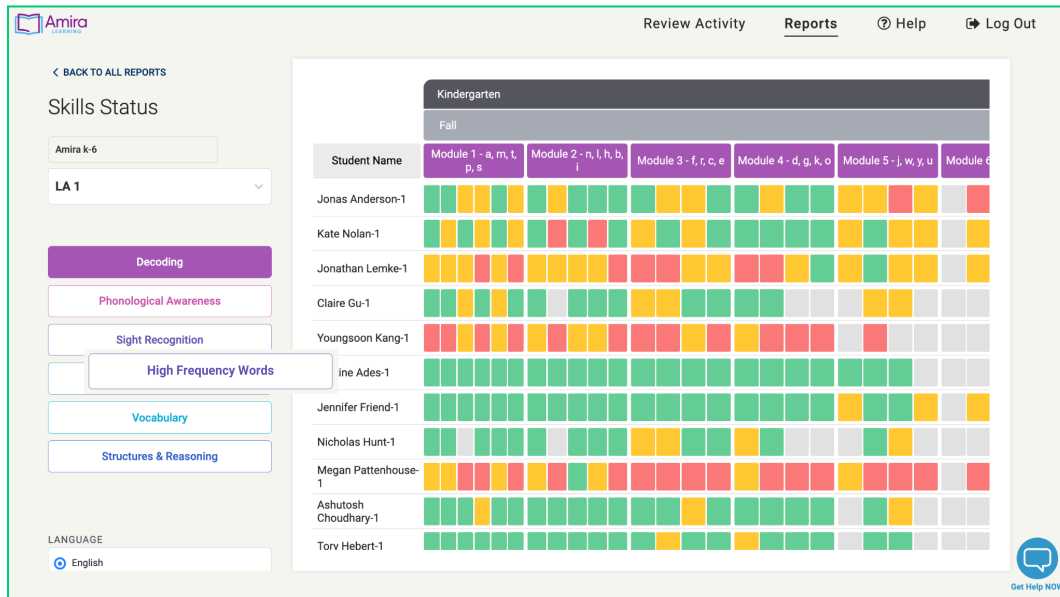 Amira
LEARNING
Review Activity
Reports
Help
Log Out
BACK TO ALL REPORTS
Skills Status
Amira k-6
LA 1
Decoding
Phonological Awareness
Sight Recognition
High Frequency Words
Vocabulary
Structures & Reasoning
LANGUAGE
English
Kindergarten
Fall
Student Name
Module 1 - a, m, t,
p, s
Module 2 - n, l, h, b,
i
Module 3 - f, r, c, e
Module 4 - d, g, k, o
Module 5 - j, w, y, u
Module 6
Jonas Anderson-1
Kate Nolan-1
Jonathan Lemke-1
Claire Gu-1
Youngsoon Kang-1
ine Ades-1
Jennifer Friend-1
Nicholas Hunt-1
Megan Pattenhouse-
1
Ashutosh
Choudhary-1
Tory Hebert-1
Get Help NOW